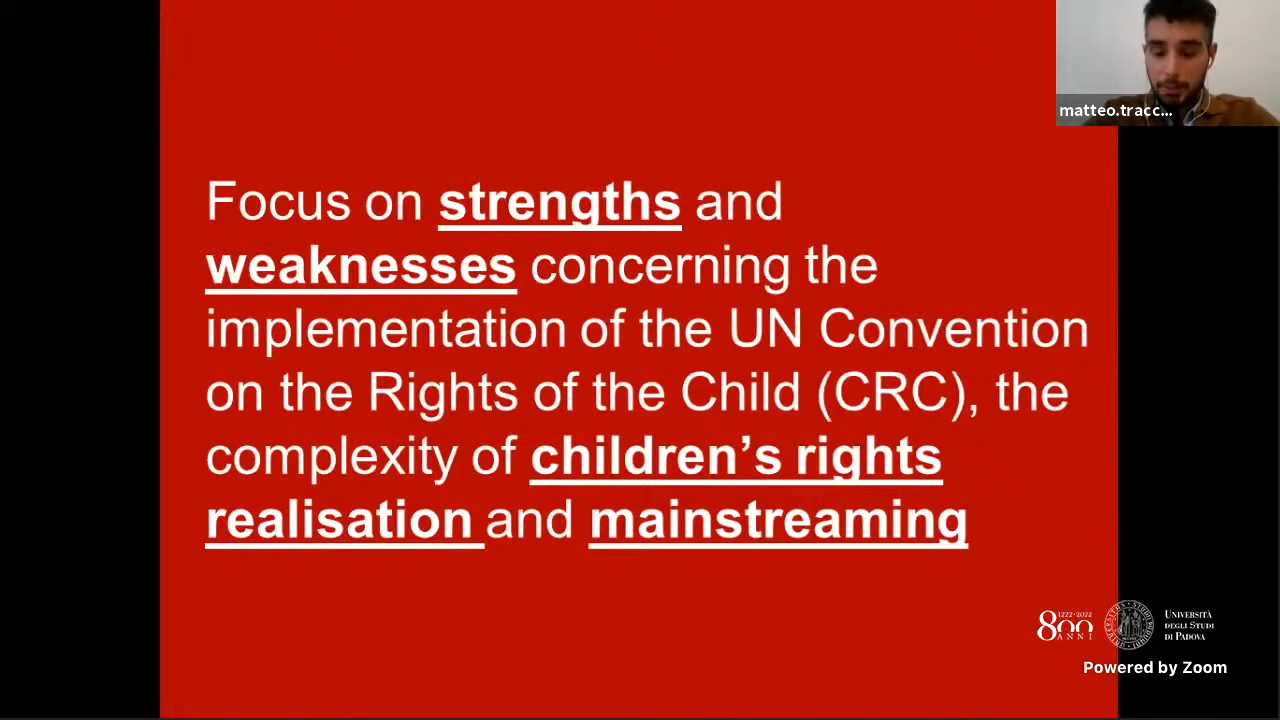 matteo.tracc...
Focus on strengths and
weaknesses concerning the
implementation of the UN Convention
on the Rights of the Child (CRC), the
complexity of children’s rights
realisation and mainstreaming
1222·2022
800
ANNI
UNIVERSITÀ
DEGLI STUDI
DI PADOVA
Powered by Zoom